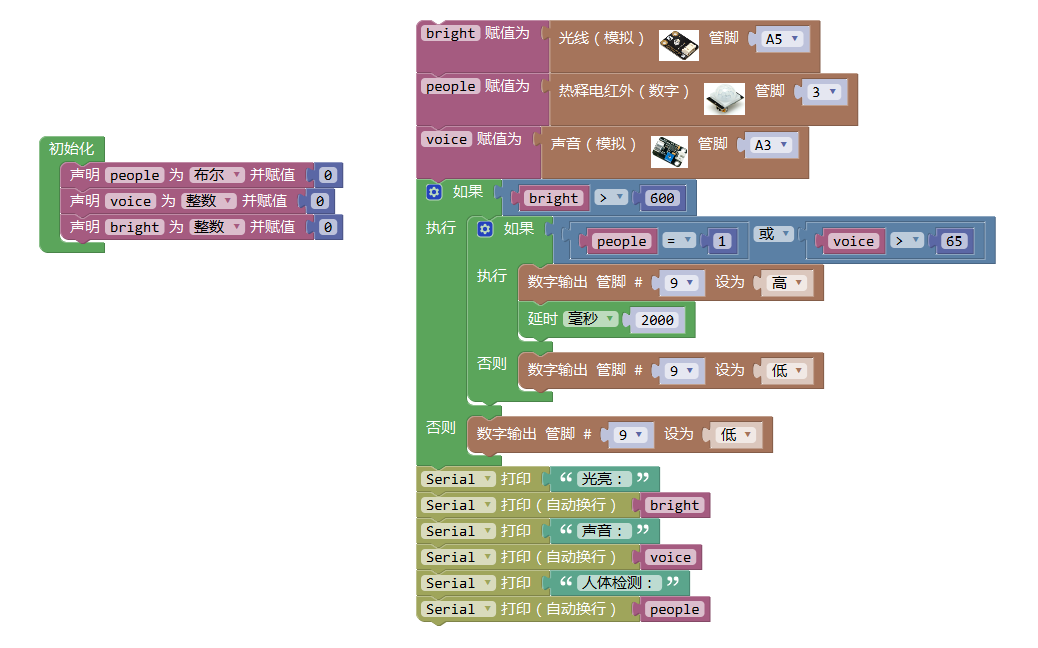 初始化
声明 people 为 布尔 并赋值 0
声明 voice 为 整数 并赋值 0
声明 bright 为 整数 并赋值 0
bright 赋值为 光线（模拟） 管脚 A5
people 赋值为 热释电红外（数字） 管脚 3
voice 赋值为 声音（模拟） 管脚 A3
如果 bright > 600
执行 如果 people = 1 或 voice > 65
执行 数字输出 管脚 # 9 设为 高
延时 毫秒 2000
否则 数字输出 管脚 # 9 设为 低
否则 数字输出 管脚 # 9 设为 低
Serial 打印 “ 光亮： ”
Serial 打印（自动换行） bright
Serial 打印 “ 声音： ”
Serial 打印（自动换行） voice
Serial 打印 “ 人体检测： ”
Serial 打印（自动换行） people